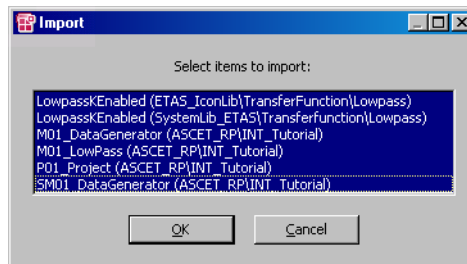 Import
Select items to import:
LowpassKEnabled (ETAS_IconLib\TransferFunction\Lowpass)
LowpassKEnabled (SystemLib_ETAS\Transferfunction\Lowpass)
M01_DataGenerator (ASCET_RP\INT_Tutorial)
M01_LowPass (ASCET_RP\INT_Tutorial)
P01_Project (ASCET_RP\INT_Tutorial)
SM01_DataGenerator (ASCET_RP\INT_Tutorial)
OK Cancel